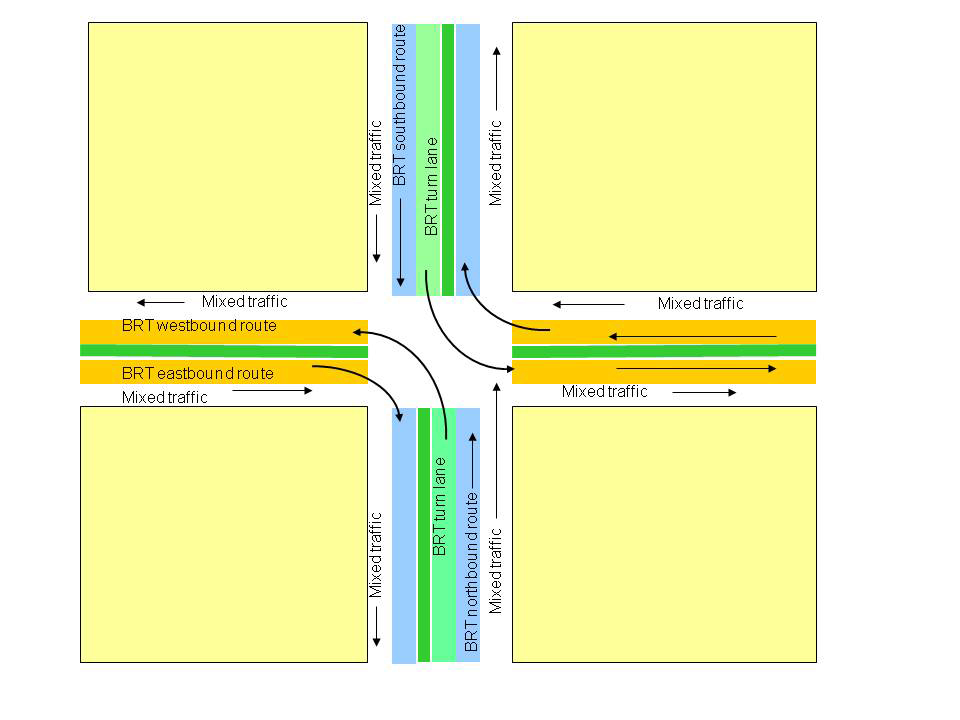 Mixed traffic
BRT southbound route
BRT turn lane
Mixed traffic
Mixed traffic
Mixed traffic
BRT westbound route
BRT eastbound route
Mixed traffic
Mixed traffic
Mixed traffic
BRT turn lane
BRT northbound route
Mixed traffic